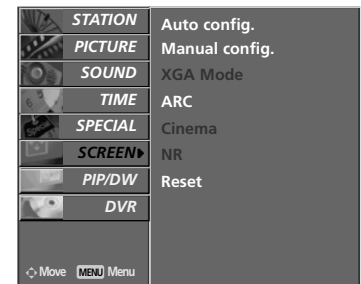 STATION
PICTURE
SOUND
TIME
SPECIAL
SCREEN
PIP/DW
DVR
Move MENU Menu
Auto config.
Manual config.
XGA Mode
ARC
Cinema
NR
Reset